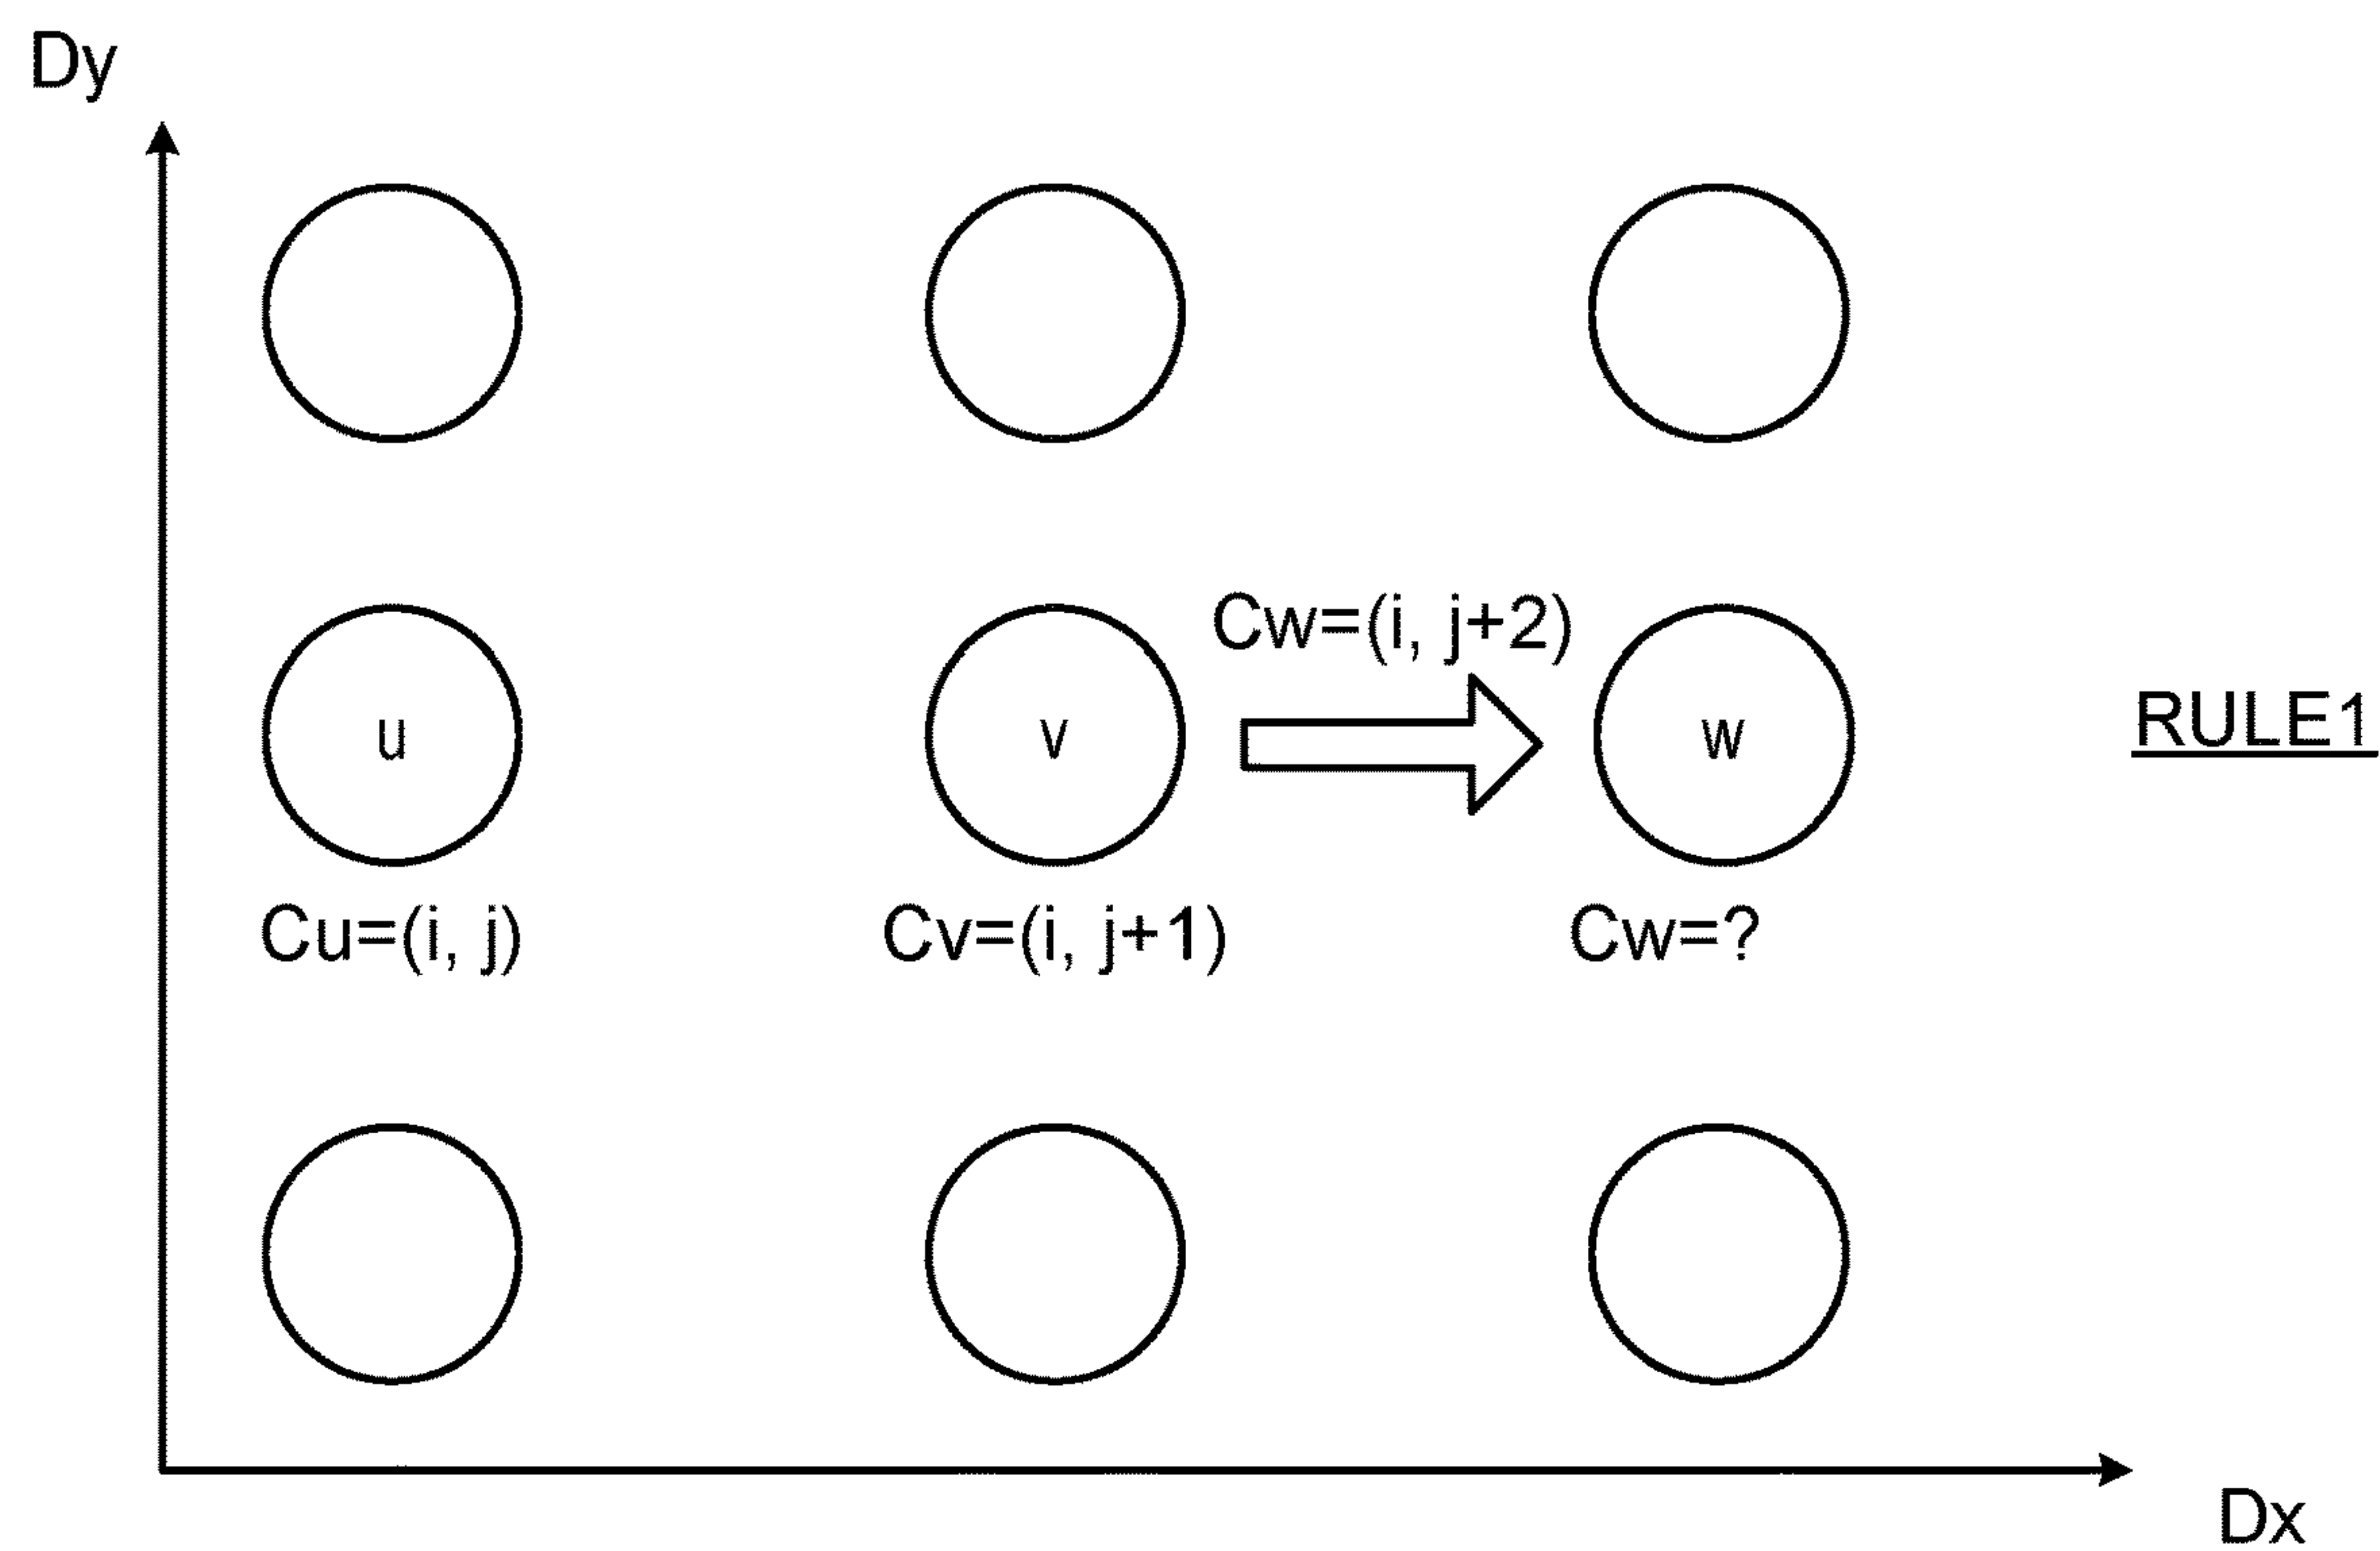 Dy
Cw=(i, j+2)
u
v
w
RULE1
Cu=(i, j)
Cv=(i, j+1)
Cw=?
Dx